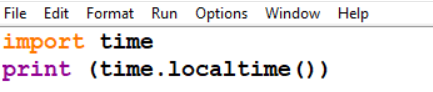 File Edit Format Run Options Window Help
import time
print (time.localtime())